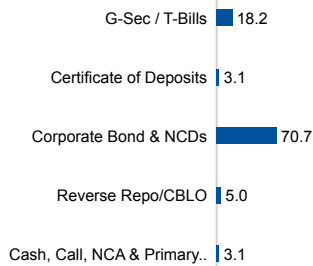 G-Sec / T-Bills 18.2
Certificate of Deposits 3.1
Corporate Bond & NCDs 70.7
Reverse Repo/CBLO 5.0
Cash, Call, NCA & Primary.. 3.1